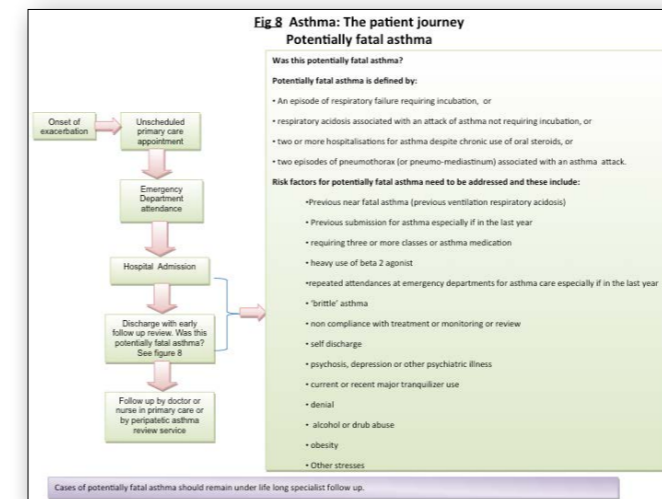 Fig 8 Asthma: The patient journey
Potentially fatal asthma
Onset of
exacerbation
Unscheduled
primary care
appointment
Emergency
Department
attendance
Hospital Admission
Discharge with early
follow up review. Was this
potentially fatal asthma?
See figure 8
Follow up by doctor or
nurse in primary care or
by peripatetic asthma
review service
Was this potentially fatal asthma?
Potentially fatal asthma is defined by:
• An episode of respiratory failure requiring incubation, or
• respiratory acidosis associated with an attack of asthma not requiring incubation, or
• two or more hospitalisations for asthma despite chronic use of oral steroids, or
• two episodes of pneumothorax (or pneumo-mediastinum) associated with an asthma attack.
Risk factors for potentially fatal asthma need to be addressed and these include:
•Previous near fatal asthma (previous ventilation respiratory acidosis)
• Previous submission for asthma especially if in the last year
• requiring three or more classes or asthma medication
• heavy use of beta 2 agonist
•repeated attendances at emergency departments for asthma care especially if in the last year
• 'brittle' asthma
• non compliance with treatment or monitoring or review
• self discharge
• psychosis, depression or other psychiatric illness
• current or recent major tranquilizer use
• denial
• alcohol or drub abuse
• obesity
• Other stresses
Cases of potentially fatal asthma should remain under life long specialist follow up.